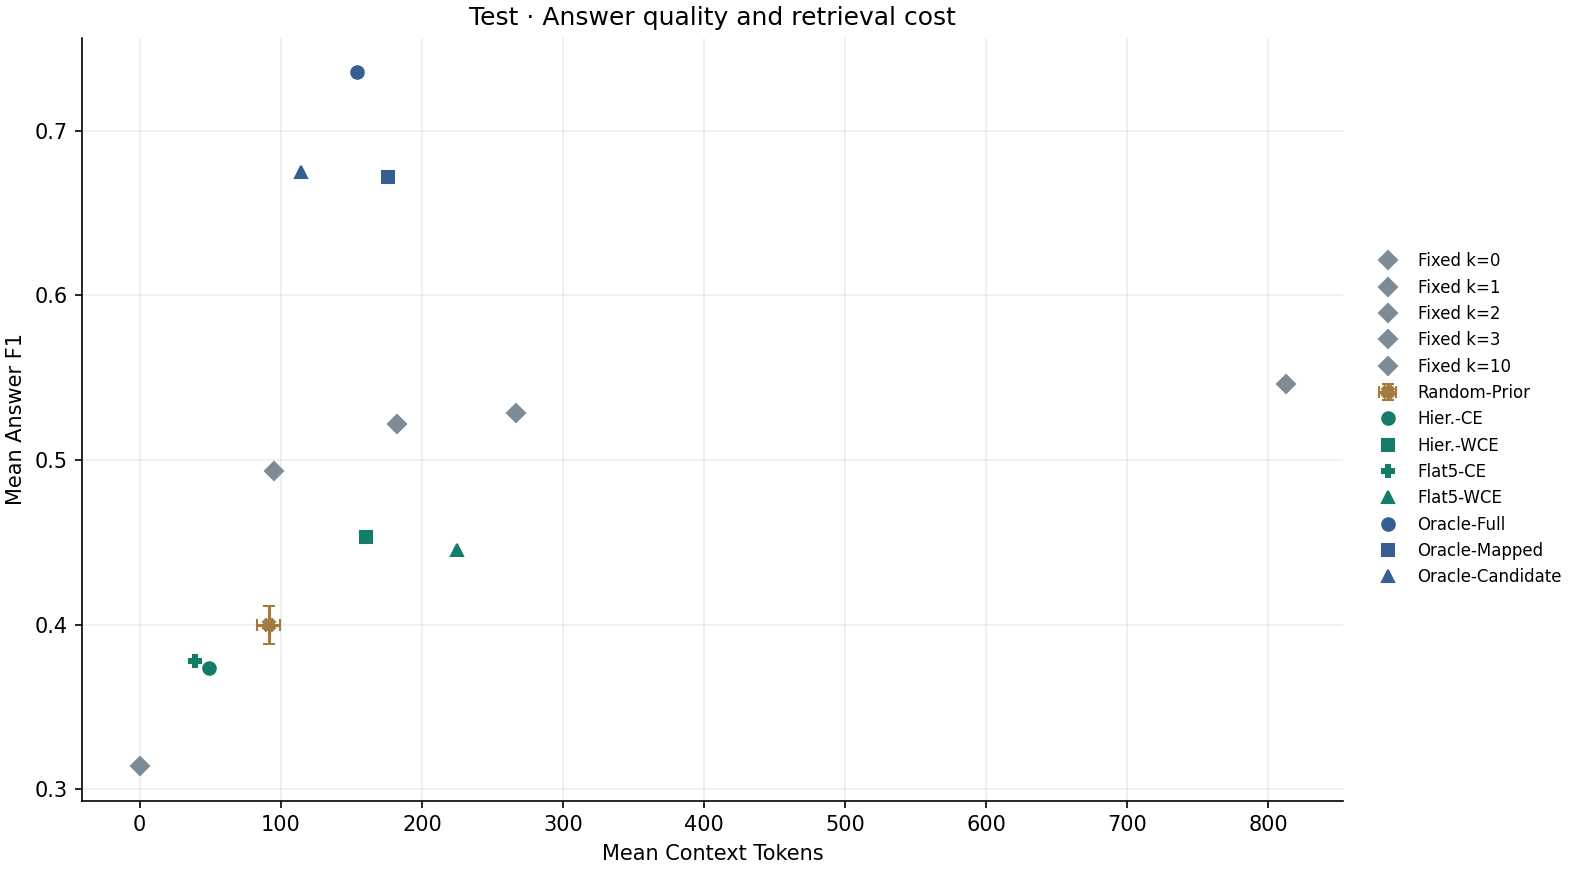 Test · Answer quality and retrieval cost
Mean Answer F1
0.7
0.6
0.5
0.4
0.3
0 100 200 300 400 500 600 700 800
Mean Context Tokens
Fixed k=0
Fixed k=1
Fixed k=2
Fixed k=3
Fixed k=10
Random-Prior
Hier.-CE
Hier.-WCE
Flat5-CE
Flat5-WCE
Oracle-Full
Oracle-Mapped
Oracle-Candidate